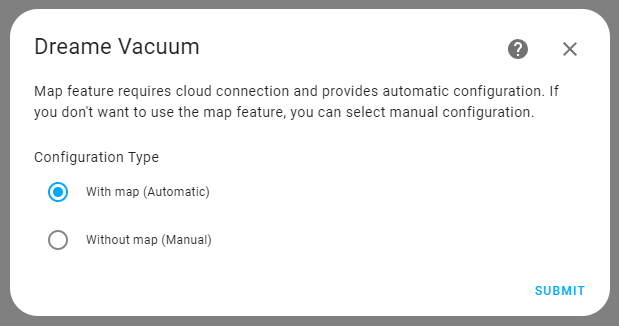 Dreame Vacuum
Map feature requires cloud connection and provides automatic configuration. If
you don't want to use the map feature, you can select manual configuration.
Configuration Type
With map (Automatic)
Without map (Manual)
SUBMIT